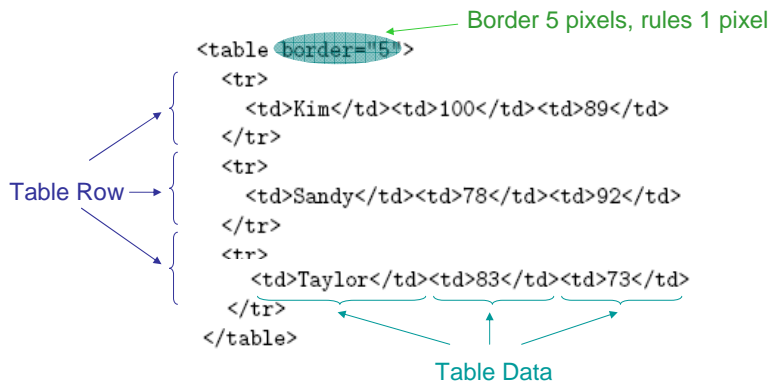 Border 5 pixels, rules 1 pixel
<table border="5">
<tr>
<td>Kim</td><td>100</td><td>89</td>
</tr>
<tr>
Table Row
<td>Sandy</td><td>78</td><td>92</td>
</tr>
<tr>
<td>Taylor</td><td>83</td><td>73</td>
</tr>
</table>
Table Data